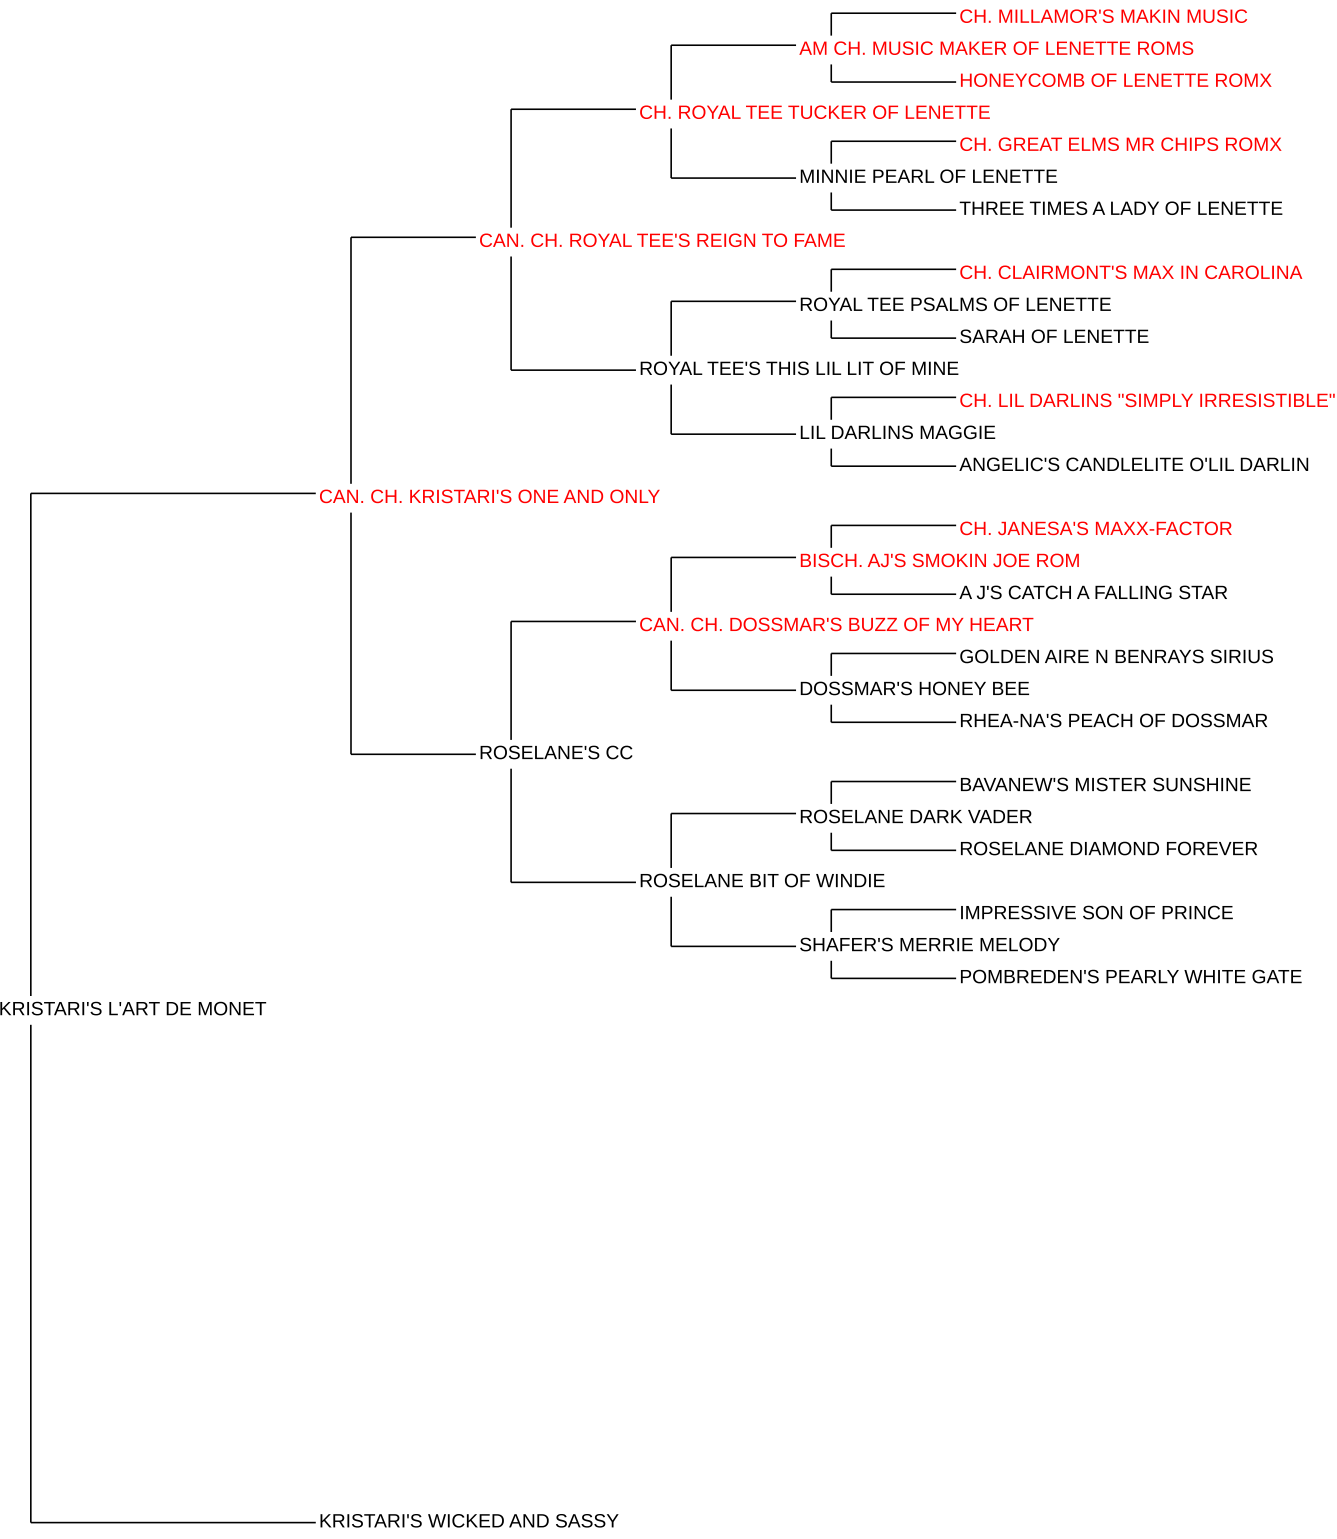 CH. MILLAMOR'S MAKIN MUSIC
AM CH. MUSIC MAKER OF LENETTE ROMS
HONEYCOMB OF LENETTE ROMX
CH. ROYAL TEE TUCKER OF LENETTE
CH. GREAT ELMS MR CHIPS ROMX
MINNIE PEARL OF LENETTE
THREE TIMES A LADY OF LENETTE
CAN. CH. ROYAL TEE'S REIGN TO FAME
CH. CLAIRMONT'S MAX IN CAROLINA
ROYAL TEE PSALMS OF LENETTE
SARAH OF LENETTE
ROYAL TEE'S THIS LIL LIT OF MINE
CH. LIL DARLINS "SIMPLY IRRESISTIBLE"
LIL DARLINS MAGGIE
ANGELIC'S CANDLELITE O'LIL DARLIN
CAN. CH. KRISTARI'S ONE AND ONLY
CH. JANESA'S MAXX-FACTOR
BISCH. AJ'S SMOKIN JOE ROM
A J'S CATCH A FALLING STAR
CAN. CH. DOSSMAR'S BUZZ OF MY HEART
GOLDEN AIRE N BENRAYS SIRIUS
DOSSMAR'S HONEY BEE
RHEA-NA'S PEACH OF DOSSMAR
ROSELANE'S CC
BAVANEW'S MISTER SUNSHINE
ROSELANE DARK VADER
ROSELANE DIAMOND FOREVER
ROSELANE BIT OF WINDIE
IMPRESSIVE SON OF PRINCE
SHAFER'S MERRIE MELODY
POMBREDEN'S PEARLY WHITE GATE
KRISTARI'S L'ART DE MONET
KRISTARI'S WICKED AND SASSY